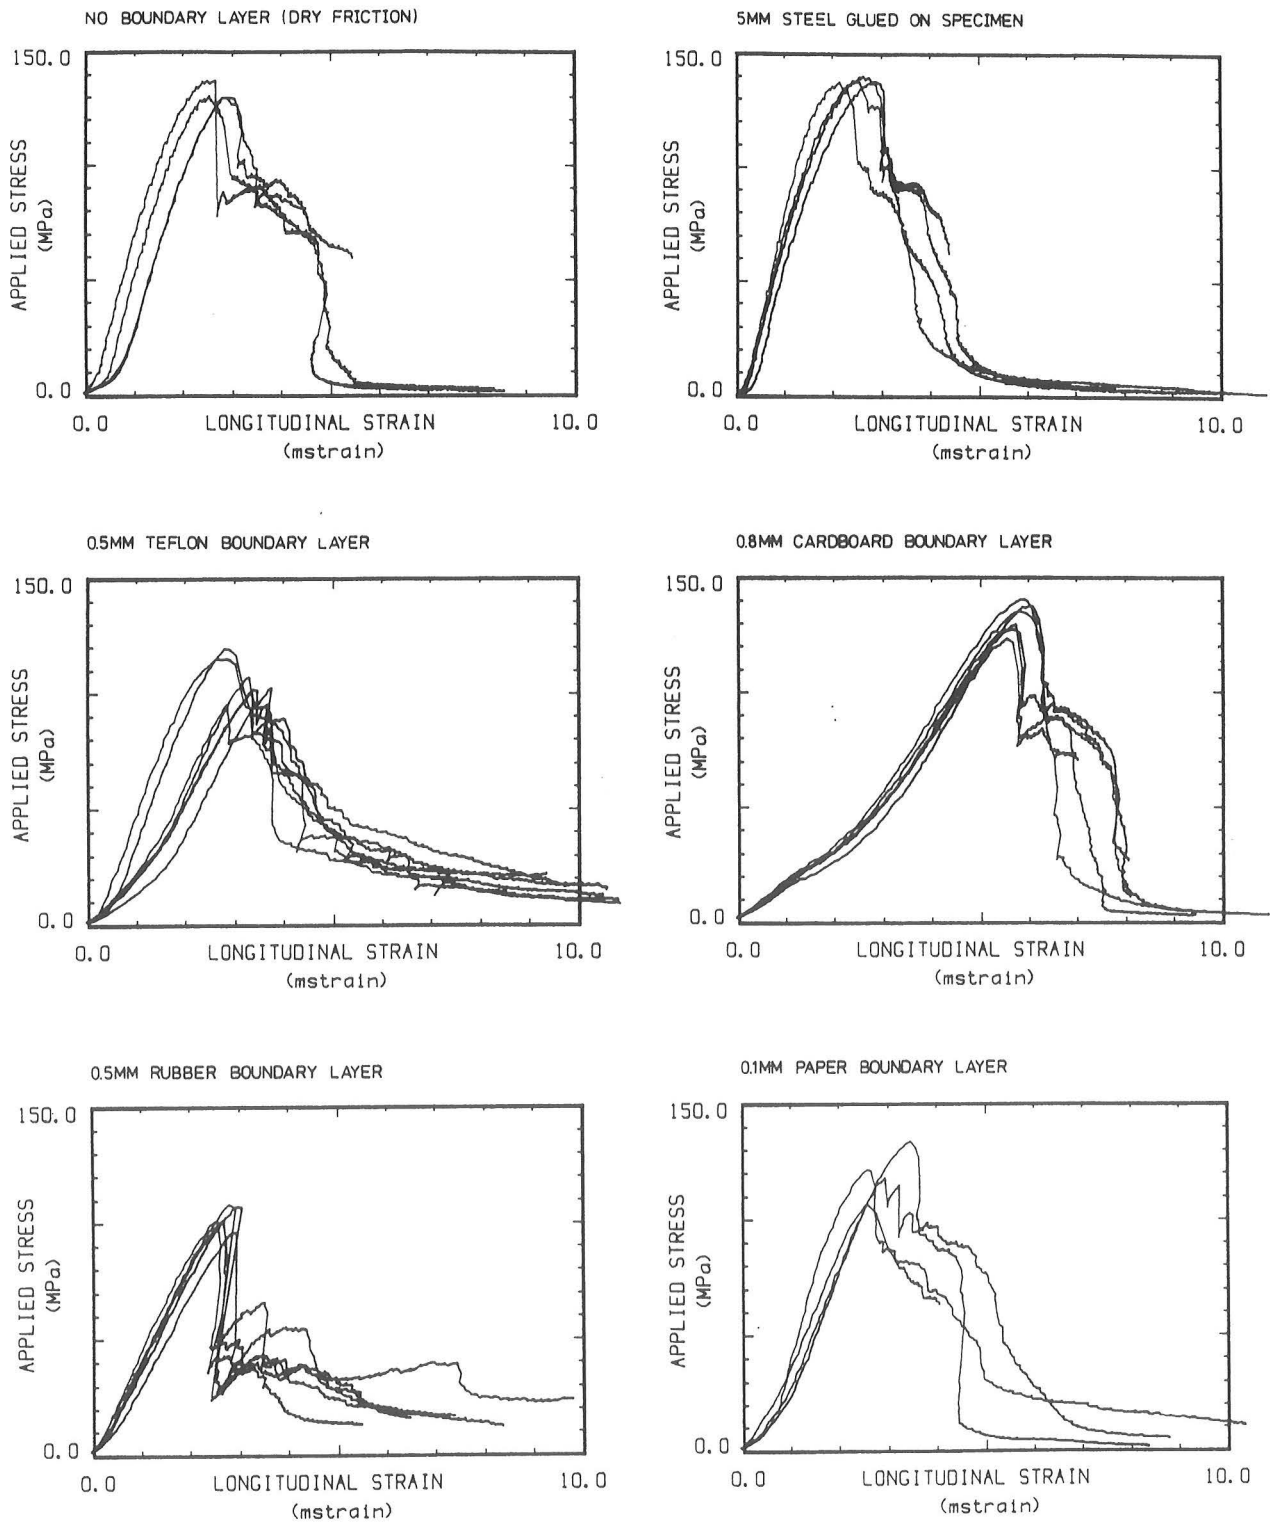 NO BOUNDARY LAYER (DRY FRICTION)
150.0
APPLIED STRESS
(MPa)
0.0
0.0
LONGITUDINAL STRAIN
10.0
(mstrain)
5MM STEEL GLUED ON SPECIMEN
150.0
APPLIED STRESS
(MPa)
0.0
0.0
LONGITUDINAL STRAIN
10.0
(mstrain)
0.5MM TEFLON BOUNDARY LAYER
150.0
APPLIED STRESS
(MPa)
0.0
0.0
LONGITUDINAL STRAIN
10.0
(mstrain)
0.8MM CARDBOARD BOUNDARY LAYER
150.0
APPLIED STRESS
(MPa)
0.0
0.0
LONGITUDINAL STRAIN
10.0
(mstrain)
0.5MM RUBBER BOUNDARY LAYER
150.0
APPLIED STRESS
(MPa)
0.0
0.0
LONGITUDINAL STRAIN
10.0
(mstrain)
0.1MM PAPER BOUNDARY LAYER
150.0
APPLIED STRESS
(MPa)
0.0
0.0
LONGITUDINAL STRAIN
10.0
(mstrain)